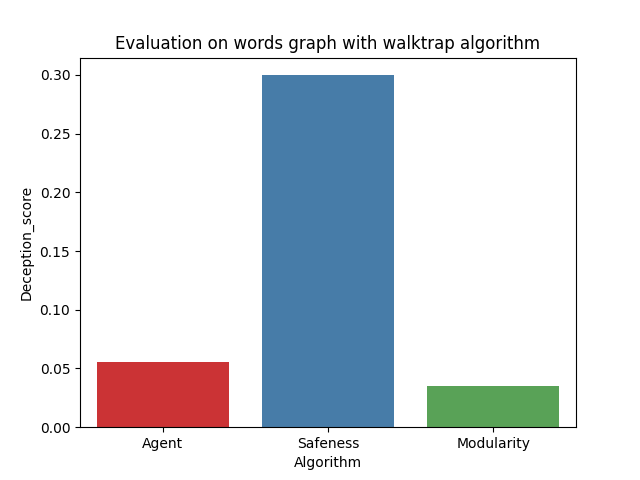 Evaluation on words graph with walktrap algorithm
0.30
0.25
0.20
0.15
0.10
0.05
0.00
Deception_score
Agent
Safeness
Modularity
Algorithm